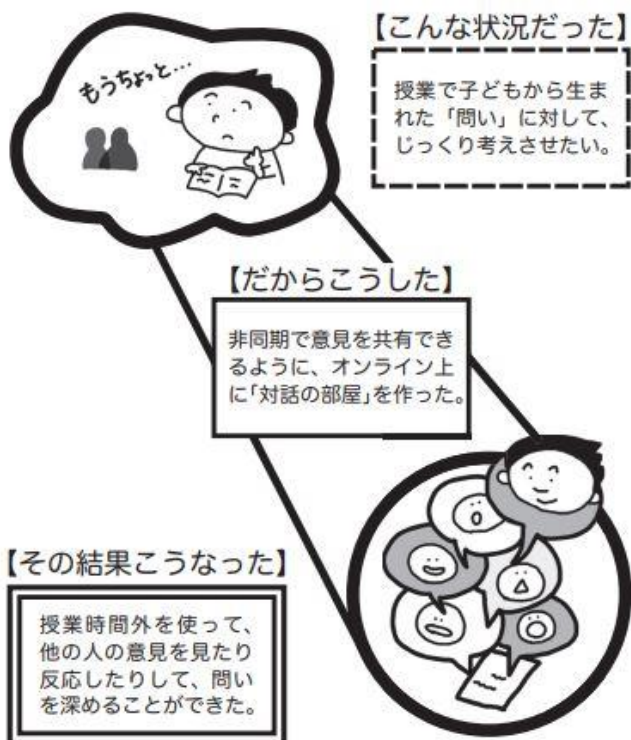 【こんな状況だった】
もうちょっと…
授業で子どもから生ま
れた「問い」に対して、
じっくり考えさせたい。
【だからこうした】
非同期で意見を共有でき
るように、オンライン上
に「対話の部屋」を作った。
【その結果こうなった】
授業時間外を使って、
他の人の意見を見たり
反応したりして、問い
を深めることができた。